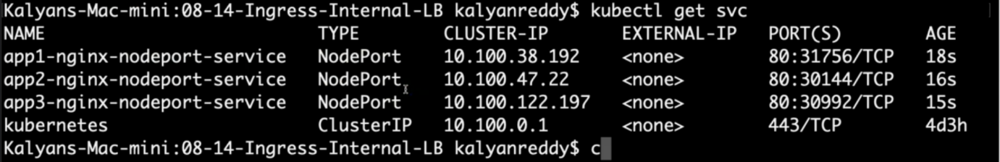 Kalyans-Mac-mini:08-14-Ingress-Internal-LB kalyanreddy$ kubectl get svc
NAME TYPE CLUSTER-IP EXTERNAL-IP PORT(S) AGE
app1-nginx-nodeport-service NodePort 10.100.38.192 <none> 80:31756/TCP 18s
app2-nginx-nodeport-service NodePort 10.100.47.22 <none> 80:30144/TCP 16s
app3-nginx-nodeport-service NodePort 10.100.122.197 <none> 80:30992/TCP 15s
kubernetes ClusterIP 10.100.0.1 <none> 443/TCP 4d3h
Kalyans-Mac-mini:08-14-Ingress-Internal-LB kalyanreddy$ c